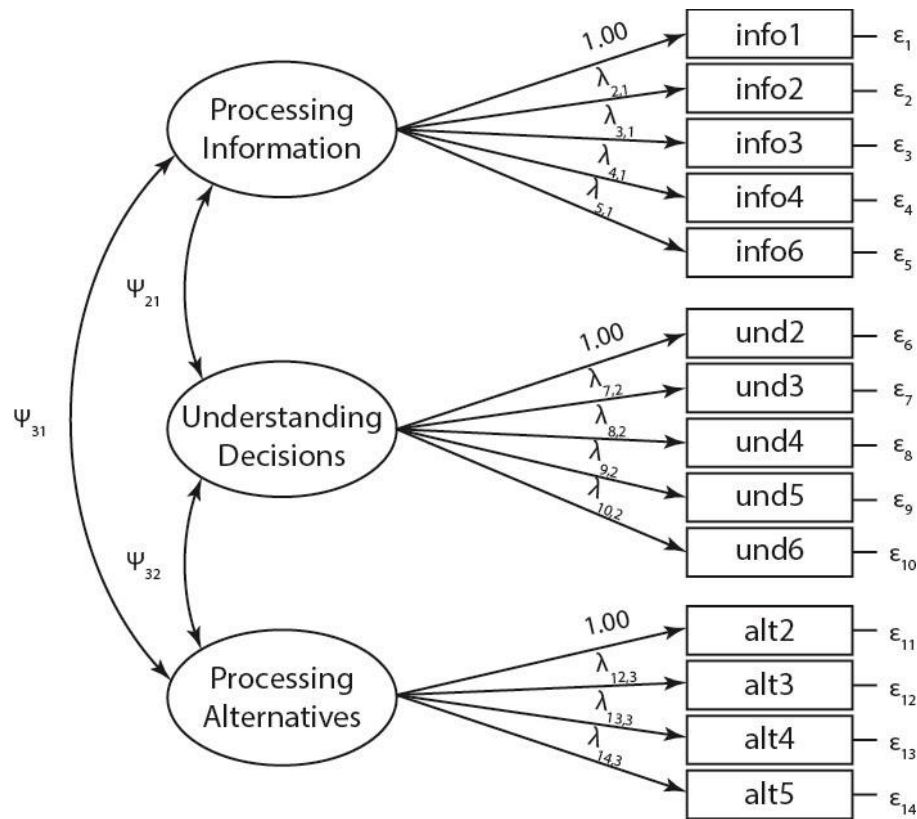 1.00
info1
ε1
λ2,1
info2
ε2
Processing
Information
λ3,1
info3
ε3
λ4,1
info4
ε4
λ5,1
info6
ε5
Ψ21
1.00
und2
ε6
λ7,2
und3
ε7
Ψ31
Understanding
Decisions
λ8,2
und4
ε8
λ9,2
und5
ε9
λ10,2
und6
ε10
Ψ32
1.00
alt2
ε11
Processing
Alternatives
λ12,3
alt3
ε12
λ13,3
alt4
ε13
λ14,3
alt5
ε14